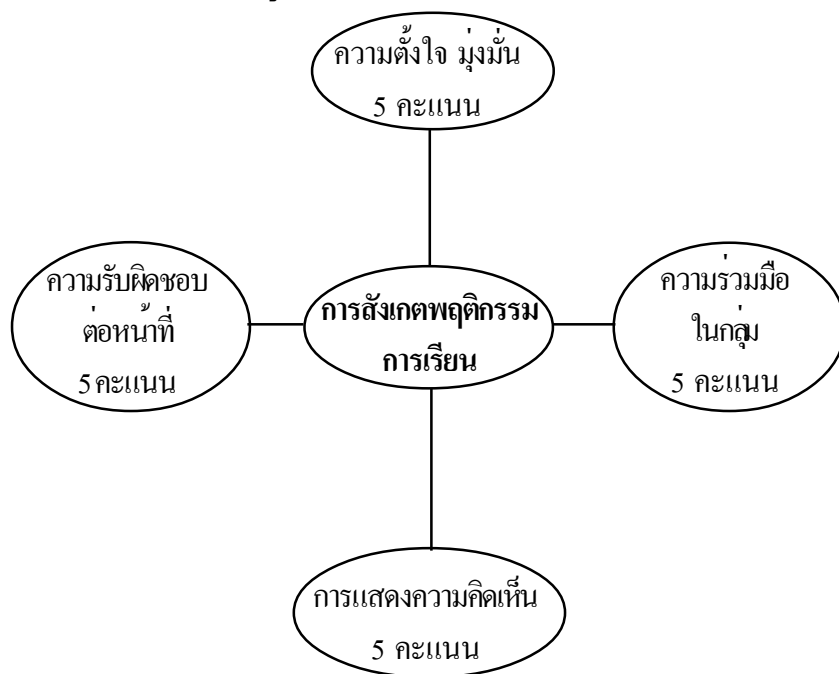 ความตั้งใจ มุ่งมั่น
5 คะแนน
ความรับผิดชอบ
ต่อหน้าที่
5 คะแนน
การสังเกตพฤติกรรม
การเรียน
ความร่วมมือ
ในกลุ่ม
5 คะแนน
การแสดงความคิดเห็น
5 คะแนน